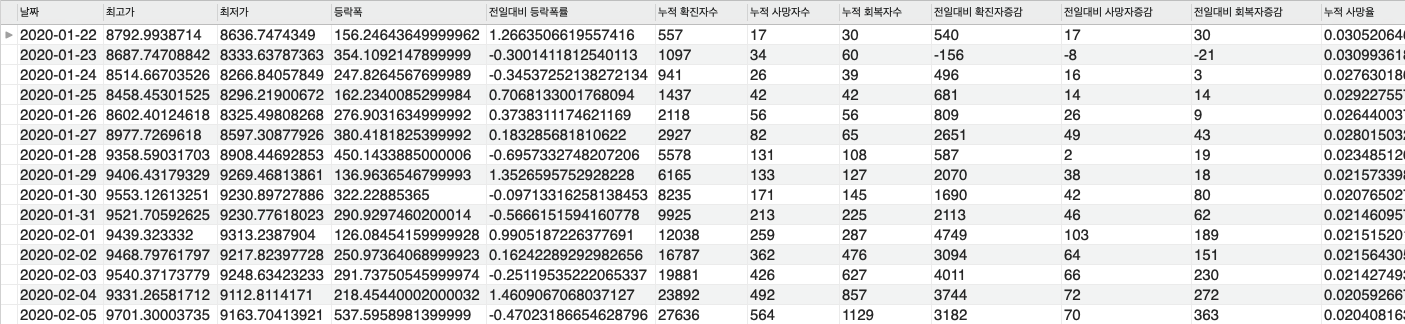 날짜 최고가 최저가 등락폭 전일대비 등락폭률 누적 확진자수 누적 사망자수 누적 회복자수 전일대비 확진자증감 전일대비 사망자증감 전일대비 회복자증감 누적 사망율
2020-01-22 8792.9938714 8636.7474349 156.24643649999962 1.2663506619557416 557 17 30 540 17 30 0.030520646
2020-01-23 8687.74708842 8333.63787363 354.1092147899999 -0.3001411812540113 1097 34 60 -156 -8 -21 0.030993618
2020-01-24 8514.66703526 8266.84057849 247.8264567699989 -0.34537252138272134 941 26 39 496 16 3 0.027630180
2020-01-25 8458.45301525 8296.21900672 162.2340085299984 0.7068133001768094 1437 42 42 681 14 14 0.029227557
2020-01-26 8602.40124618 8325.49808268 276.9031634999992 0.3738311174621169 2118 56 56 809 26 9 0.026440037
2020-01-27 8977.7269618 8597.30877926 380.4181825399992 0.183285681810622 2927 82 65 2651 49 43 0.028015032
2020-01-28 9358.59031703 8908.44692853 450.1433885000006 -0.6957332748207206 5578 131 108 587 2 19 0.023485126
2020-01-29 9406.43179329 9269.46813861 136.9636546799993 1.3526595752928228 6165 133 127 2070 38 18 0.021573398
2020-01-30 9553.12613251 9230.89727886 322.22885365 -0.09713316258138453 8235 171 145 1690 42 80 0.020765027
2020-01-31 9521.70592625 9230.77618023 290.9297460200014 -0.5666151594160778 9925 213 225 2113 46 62 0.021460957
2020-02-01 9439.323332 9313.2387904 126.08454159999928 0.9905187226377691 12038 259 287 4749 103 189 0.021515201
2020-02-02 9468.79761797 9217.82397728 250.97364068999923 0.16242289292982656 16787 362 476 3094 64 151 0.021564305
2020-02-03 9540.37173779 9248.63423233 291.73750545999974 -0.25119535222065337 19881 426 627 4011 66 230 0.021427493
2020-02-04 9331.26581712 9112.8114171 218.45440002000032 1.4609067068037127 23892 492 857 3744 72 272 0.020592667
2020-02-05 9701.30003735 9163.70413921 537.5958981399999 -0.47023186654628796 27636 564 1129 3182 70 363 0.020408163